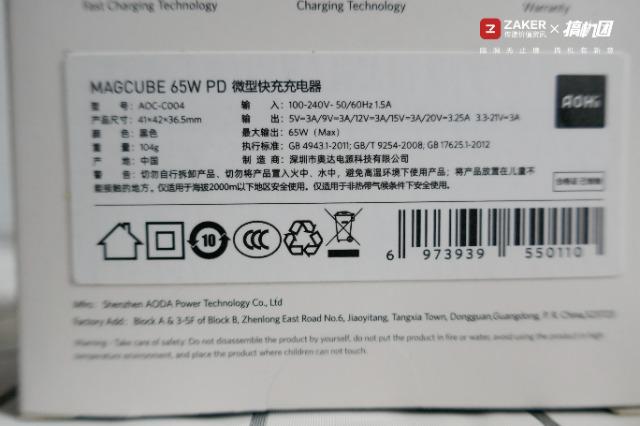 Fast Charging Technology
Charging Technology
Warranty
ZAKER
传递价值资讯
×
搞机团
MAGCUBE 65W PD 微型快充充电器
AOHi
型 号： AOC-C004
输 入： 100-240V- 50/60Hz 1.5A
产品尺寸： 41×42×36.5mm
输 出： 5V=3A/9V=3A/12V=3A/15V=3A/20V=3.25A 3.3-21V=3A
颜 色： 黑色
最大输出： 65W（Max）
重 量： 104g
执行标准： GB 4943.1-2011; GB/T 9254-2008; GB 17625.1-2012
产 地： 中国
制 造 商： 深圳市奥达电源科技有限公司
警 告： 切勿自行拆卸产品、切勿将产品置入火中、水中，避免高温环境下使用产品；将产品放置在儿童不
能接触的地方。仅适用于海拔2000m以下地区安全使用。仅适用于非热带气候条件下安全使用。
合格证
10
CCC
6 973939 550110
Mfr.: Shenzhen AODA Power Technology Co., Ltd
Factory Add.: Block A & 3-5F of Block B, Zhenlong East Road No.6, Jiaoyitang, Tangxia Town, Dongguan,Guangdong, P. R. China,523723
Warning: Take care of safety: Do not disassemble the product by yourself, do not put the product in fire or water, avoid using the product in high
temperature environment, and place the product where children can not touch.